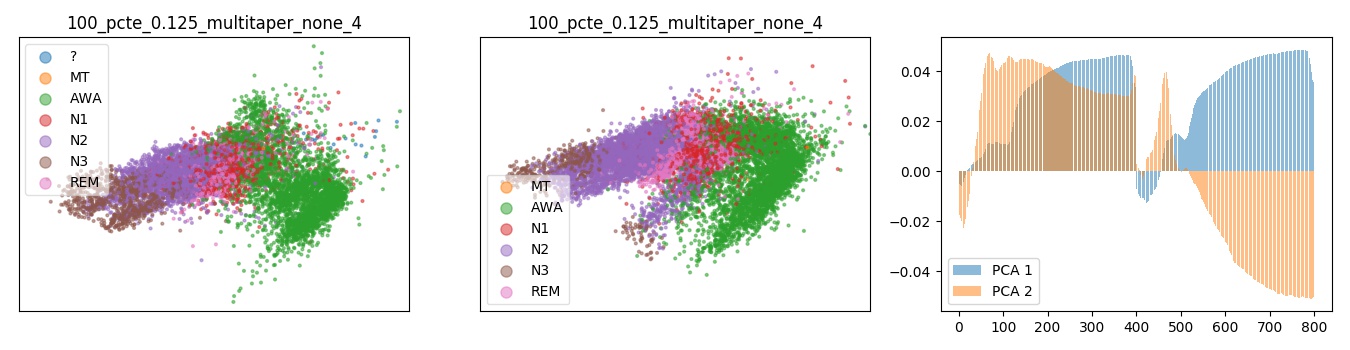 100_pcte_0.125_multitaper_none_4
?
MT
AWA
N1
N2
N3
REM
100_pcte_0.125_multitaper_none_4
MT
AWA
N1
N2
N3
REM
0.04
0.02
0.00
−0.02
−0.04
PCA 1
PCA 2
0 100 200 300 400 500 600 700 800